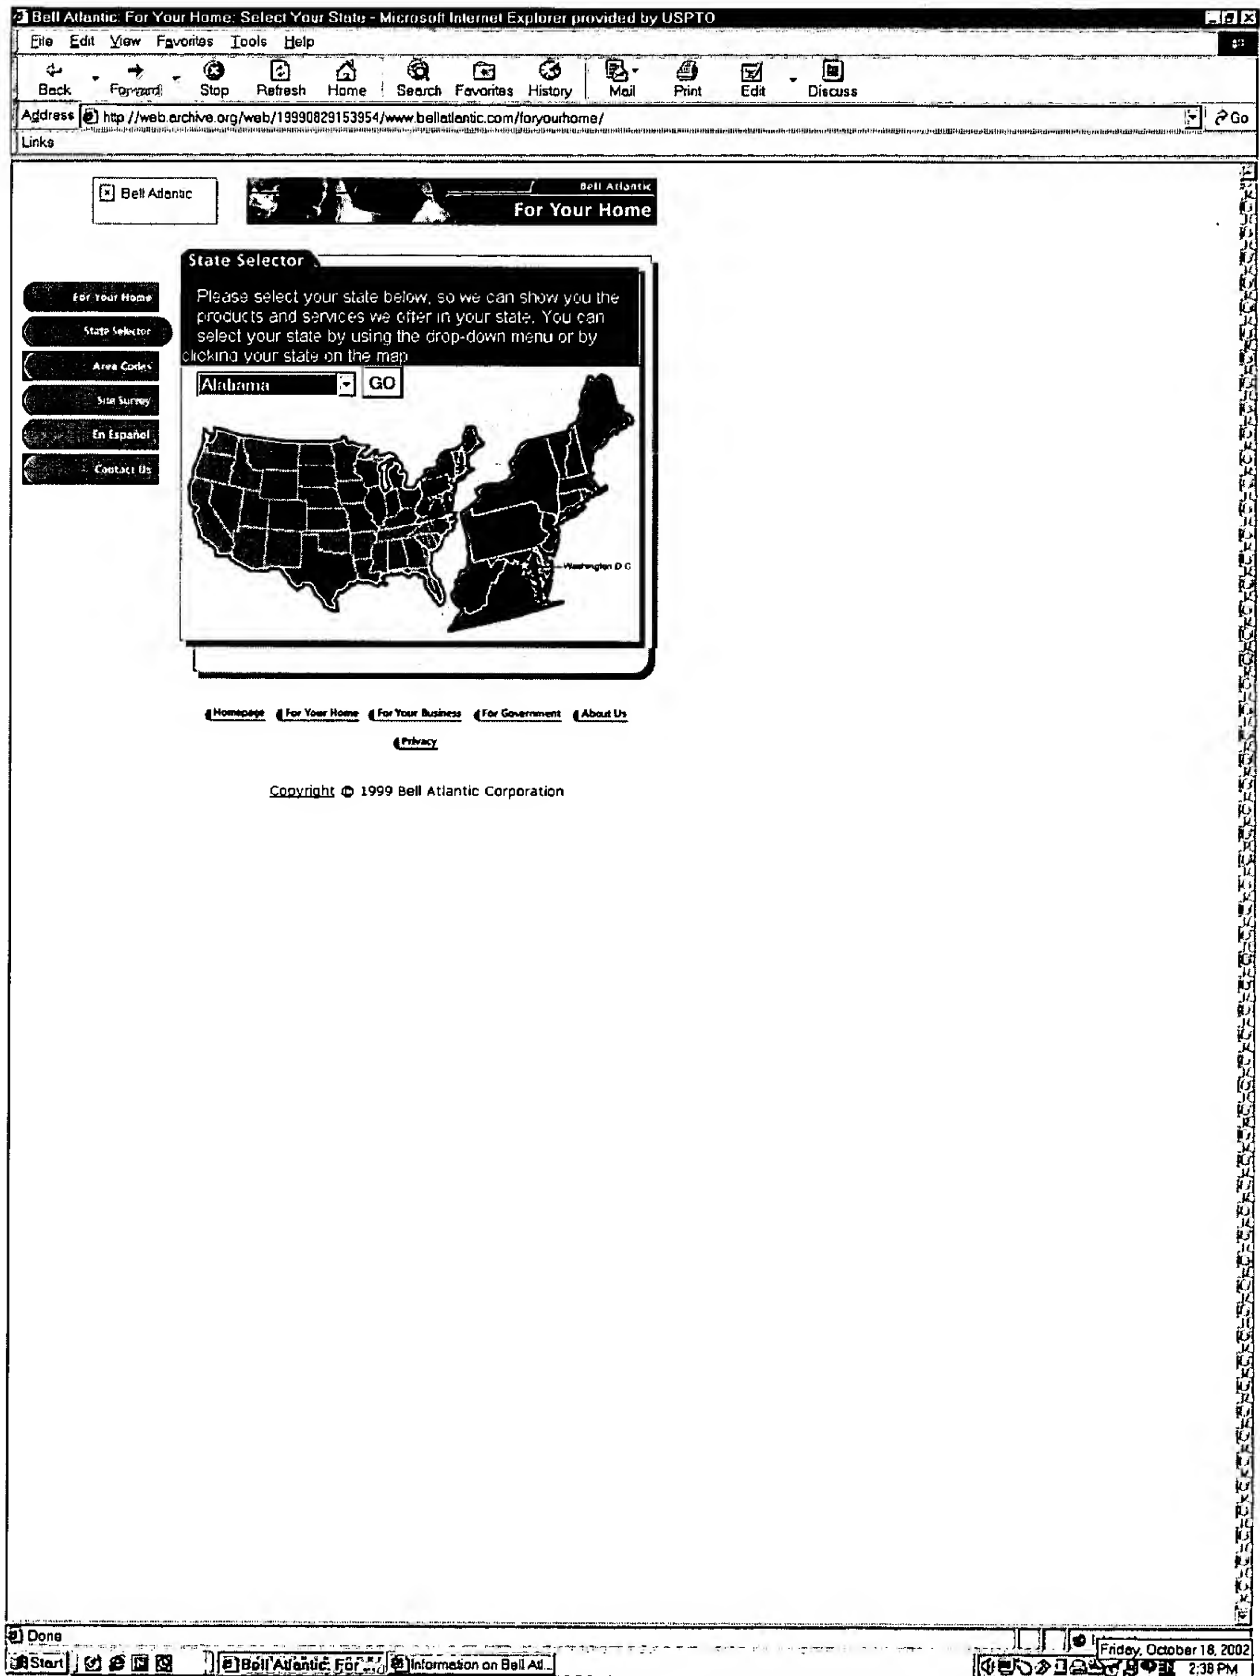 Bell Atlantic: For Your Home: Select Your State - Microsoft Internet Explorer provided by USPTO
File Edit View Favorites Tools Help
Back Forward Stop Refresh Home Search Favorites History Mail Print Edit Discuss
Address http://web.archive.org/web/19990829153954/www.bellatlantic.com/foryourhome/ Go
Links
Bell Atlantic
Bell Atlantic
For Your Home
State Selector
Please select your state below, so we can show you the
products and services we offer in your state. You can
select your state by using the drop-down menu or by
clicking your state on the map
Alabama GO
For Your Home
State Selector
Area Codes
Site Survey
En Español
Contact Us
Washington D C
Homepage For Your Home For Your Business For Government About Us
Privacy
Copyright © 1999 Bell Atlantic Corporation
Done
Friday, October 18, 2002
Start Bell Atlantic: For ... Information on Bell Atl... 2:38 PM